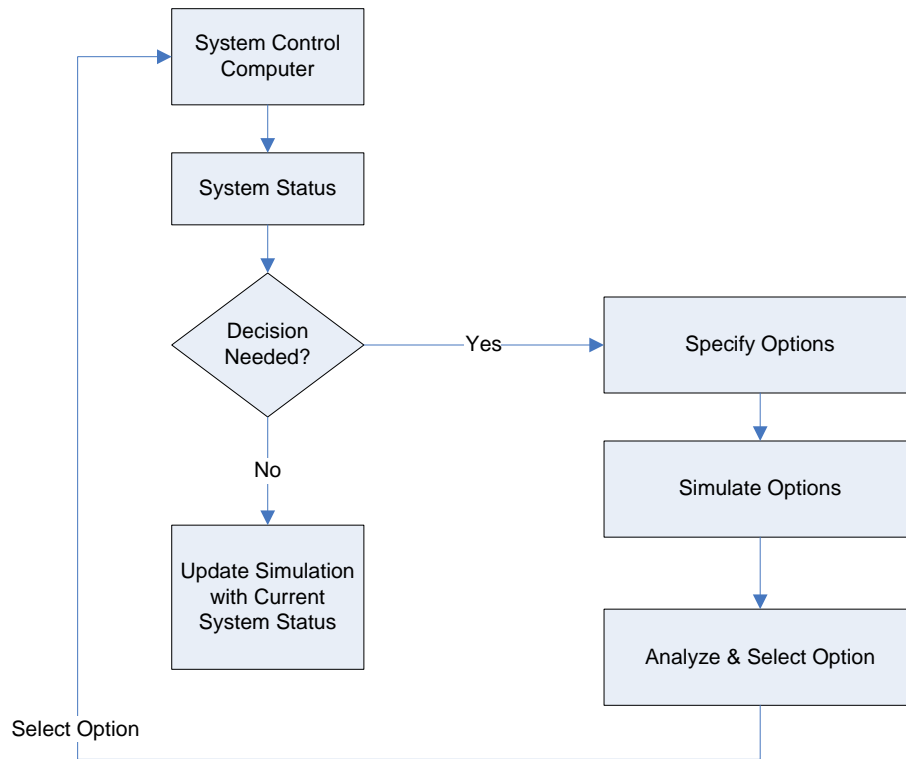 System Control
Computer
System Status
Decision
Needed?
Yes
Specify Options
No
Simulate Options
Update Simulation
with Current
System Status
Analyze & Select Option
Select Option